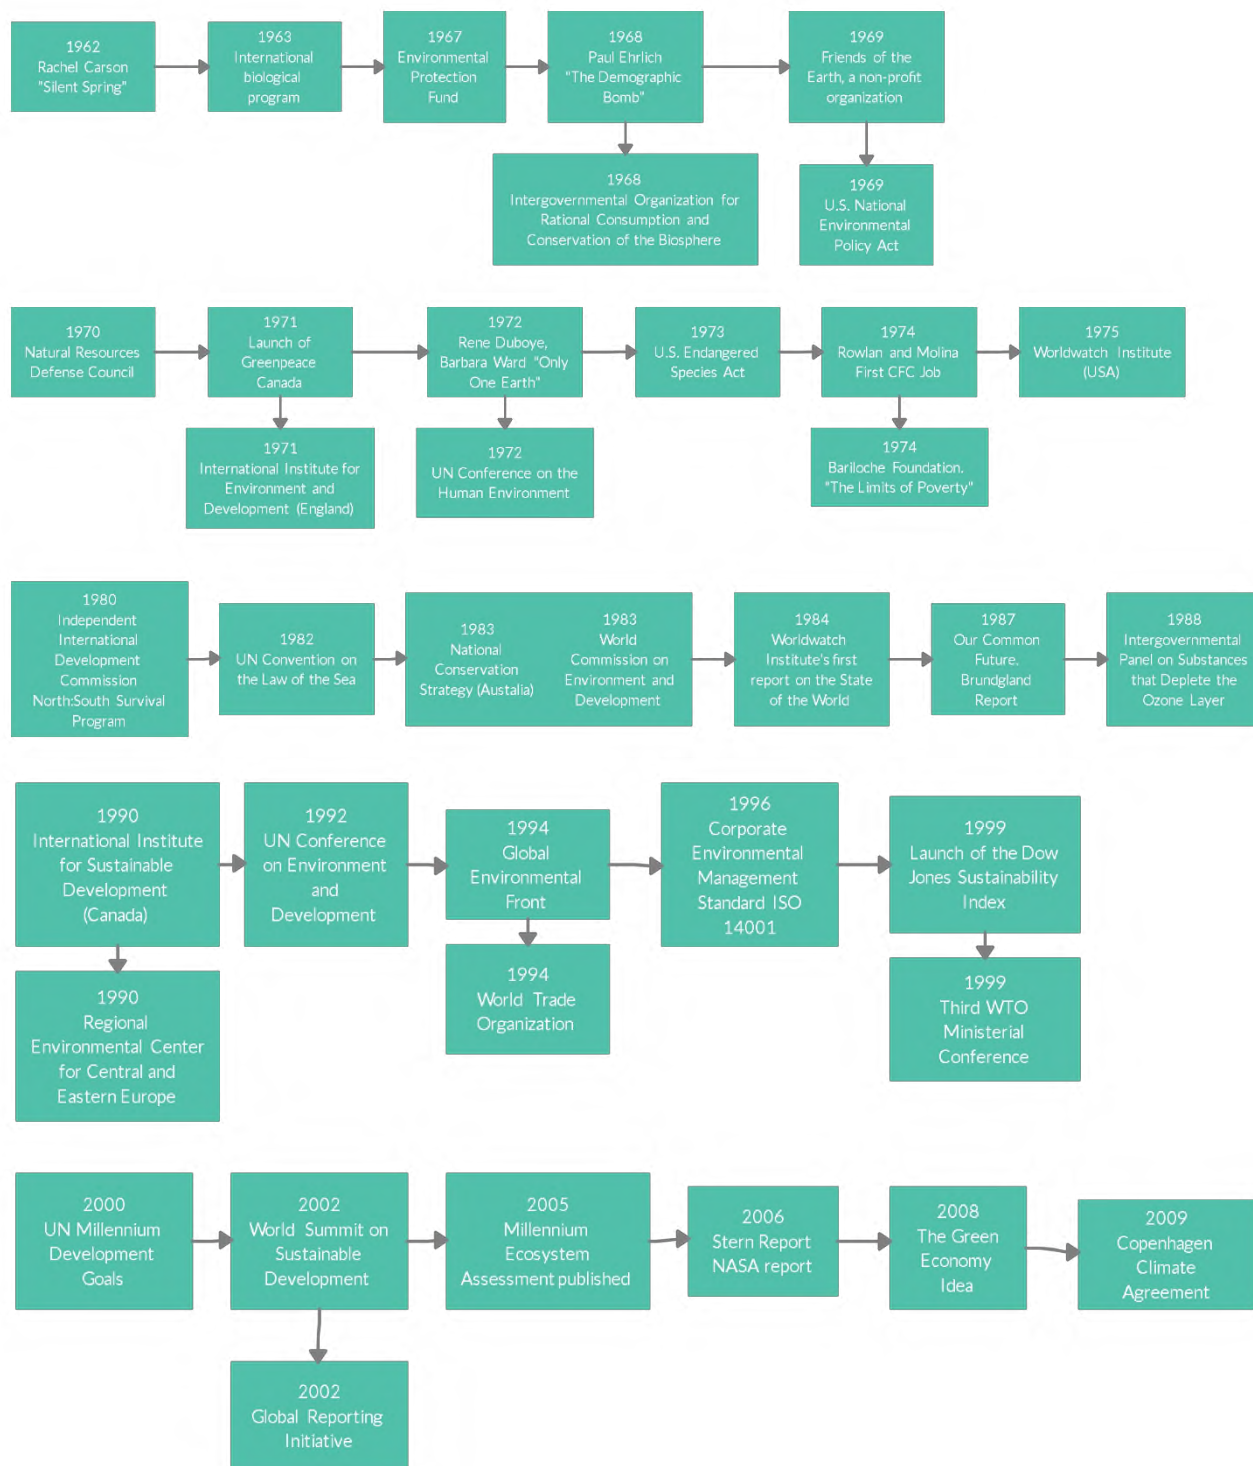 1962
Rachel Carson
"Silent Spring"
1963
International
biological
program
1967
Environmental
Protection
Fund
1968
Paul Ehrlich
"The Demographic
Bomb"
1969
Friends of the
Earth, a non-profit
organization
1968
Intergovernmental Organization for
Rational Consumption and
Conservation of the Biosphere
1969
U.S. National
Environmental
Policy Act
1970
Natural Resources
Defense Council
1971
Launch of
Greenpeace
Canada
1972
Rene Duboye,
Barbara Ward "Only
One Earth"
1973
U.S. Endangered
Species Act
1974
Rowlan and Molina
First CFC Job
1975
Worldwatch Institute
(USA)
1971
International Institute for
Environment and
Development (England)
1972
UN Conference on the
Human Environment
1974
Bariloche Foundation.
"The Limits of Poverty"
1980
Independent
International
Development
Commission
North:South Survival
Program
1982
UN Convention on
the Law of the Sea
1983
National
Conservation
Strategy (Austalia)
1983
World
Commission on
Environment and
Development
1984
Worldwatch
Institute's first
report on the State
of the World
1987
Our Common
Future.
Brundgland
Report
1988
Intergovernmental
Panel on Substances
that Deplete the
Ozone Layer
1990
International Institute
for Sustainable
Development
(Canada)
1992
UN Conference
on Environment
and
Development
1994
Global
Environmental
Front
1996
Corporate
Environmental
Management
Standard ISO
14001
1999
Launch of the Dow
Jones Sustainability
Index
1990
Regional
Environmental Center
for Central and
Eastern Europe
1994
World Trade
Organization
1999
Third WTO
Ministerial
Conference
2000
UN Millennium
Development
Goals
2002
World Summit on
Sustainable
Development
2005
Millennium
Ecosystem
Assessment published
2006
Stern Report
NASA report
2008
The Green
Economy
Idea
2009
Copenhagen
Climate
Agreement
2002
Global Reporting
Initiative